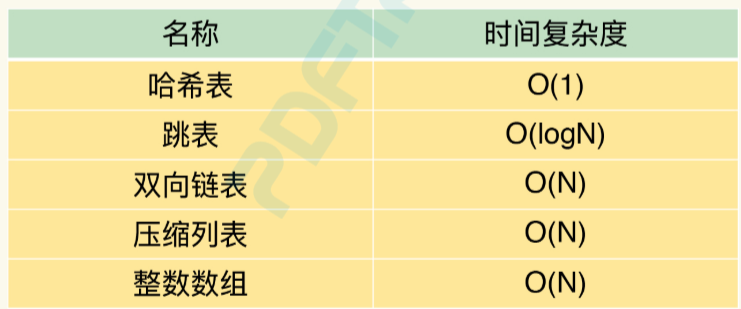 名称 时间复杂度
哈希表 O(1)
跳表 O(logN)
双向链表 O(N)
压缩列表 O(N)
整数数组 O(N)